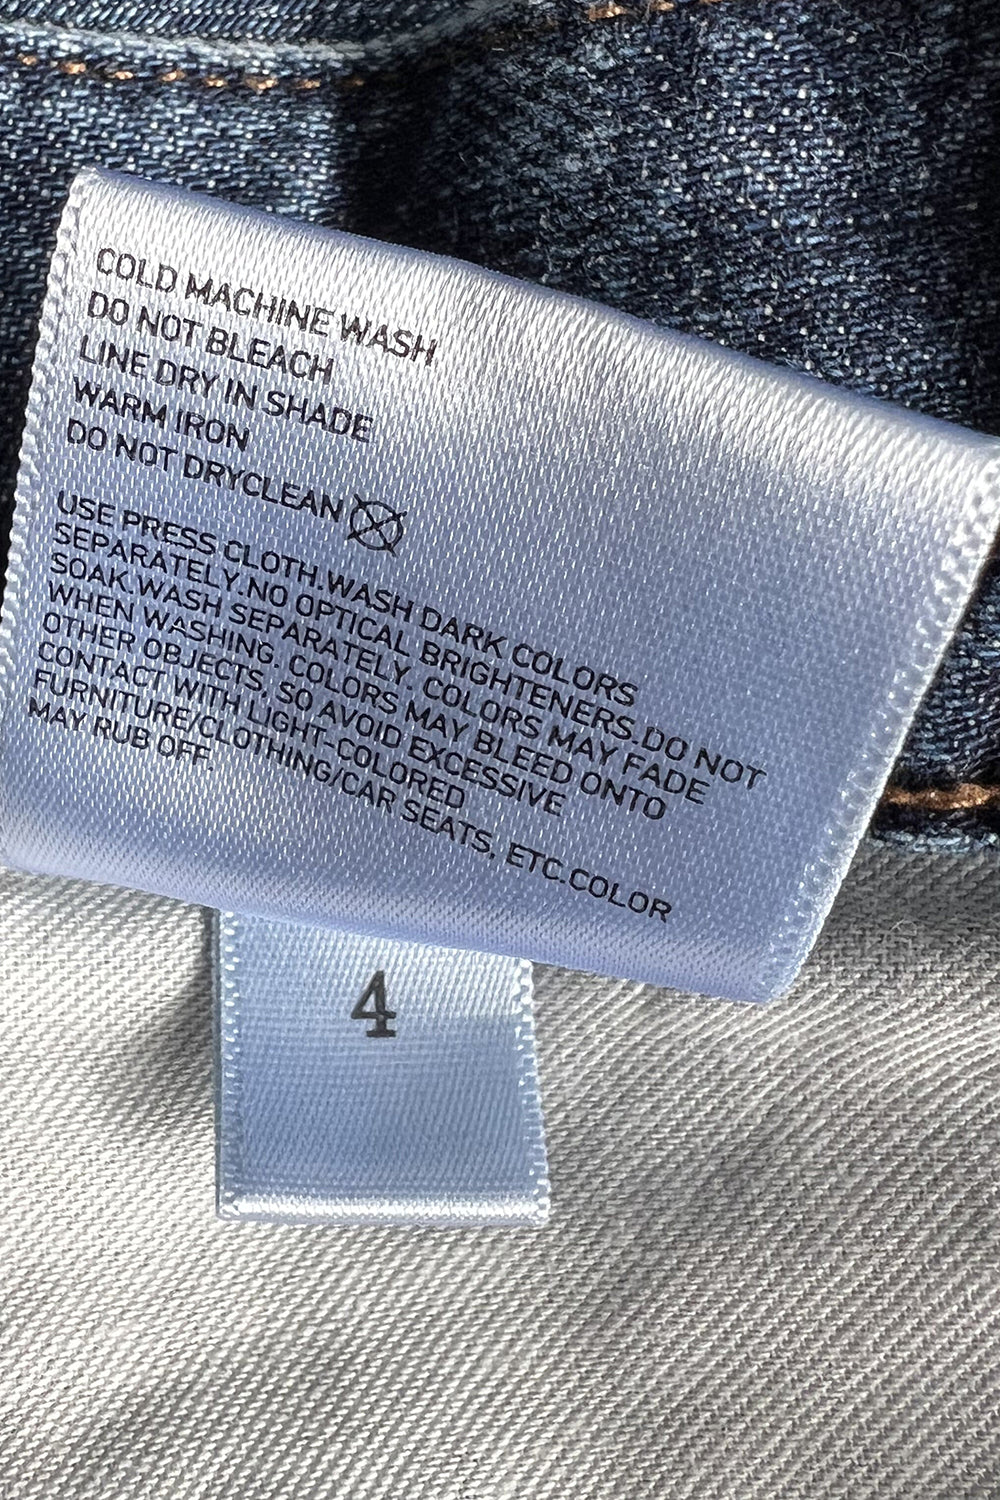 COLD MACHINE WASH
DO NOT BLEACH
LINE DRY IN SHADE
WARM IRON
DO NOT DRYCLEAN
USE PRESS CLOTH.WASH DARK COLORS
SEPARATELY.NO OPTICAL BRIGHTENERS.DO NOT
SOAK.WASH SEPARATELY. COLORS MAY FADE
WHEN WASHING. COLORS MAY BLEED ONTO
OTHER OBJECTS, SO AVOID EXCESSIVE
CONTACT WITH LIGHT-COLORED
FURNITURE/CLOTHING/CAR SEATS, ETC.COLOR
MAY RUB OFF.
4